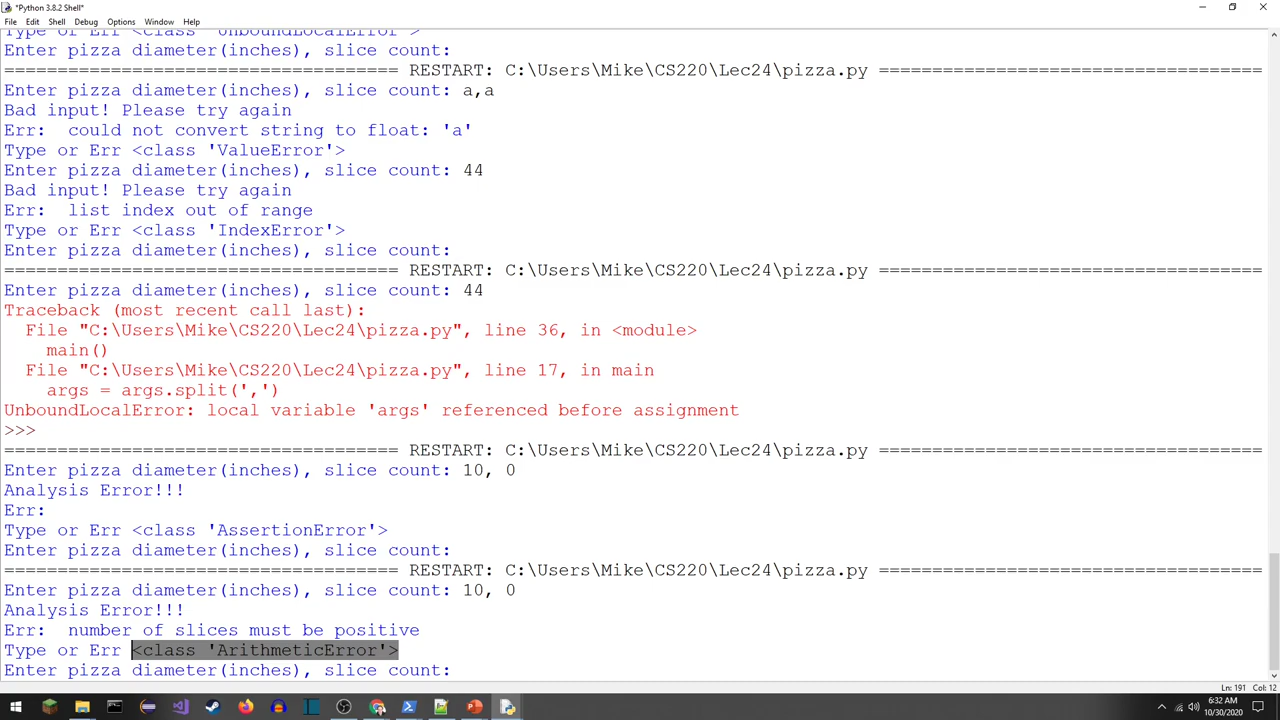 *Python 3.8.2 Shell*
File Edit Shell Debug Options Window Help
Type or Err <class 'UnboundLocalError'>
Enter pizza diameter(inches), slice count:
===================================== RESTART: C:\Users\Mike\CS220\Lec24\pizza.py ====================================
Enter pizza diameter(inches), slice count: a,a
Bad input! Please try again
Err:  could not convert string to float: 'a'
Type or Err <class 'ValueError'>
Enter pizza diameter(inches), slice count: 44
Bad input! Please try again
Err:  list index out of range
Type or Err <class 'IndexError'>
Enter pizza diameter(inches), slice count:
===================================== RESTART: C:\Users\Mike\CS220\Lec24\pizza.py ====================================
Enter pizza diameter(inches), slice count: 44
Traceback (most recent call last):
  File "C:\Users\Mike\CS220\Lec24\pizza.py", line 36, in <module>
    main()
  File "C:\Users\Mike\CS220\Lec24\pizza.py", line 17, in main
    args = args.split(',')
UnboundLocalError: local variable 'args' referenced before assignment
>>>
===================================== RESTART: C:\Users\Mike\CS220\Lec24\pizza.py ====================================
Enter pizza diameter(inches), slice count: 10, 0
Analysis Error!!!
Err:
Type or Err <class 'AssertionError'>
Enter pizza diameter(inches), slice count:
===================================== RESTART: C:\Users\Mike\CS220\Lec24\pizza.py ====================================
Enter pizza diameter(inches), slice count: 10, 0
Analysis Error!!!
Err:  number of slices must be positive
Type or Err <class 'ArithmeticError'>
Enter pizza diameter(inches), slice count:
Ln: 191 Col: 12
6:32 AM
10/30/2020